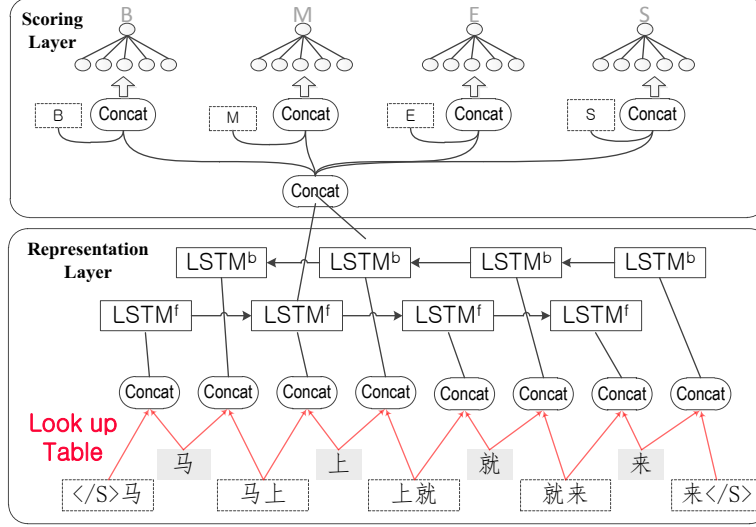 Scoring
Layer
B M E S
B Concat M Concat E Concat S Concat
Concat
Representation
Layer
LSTMb LSTMb LSTMb LSTMb
LSTMf LSTMf LSTMf LSTMf
Concat Concat Concat Concat Concat Concat Concat Concat
Look up
Table
马 上 就 来
</S>马 马上 上就 就来 来</S>